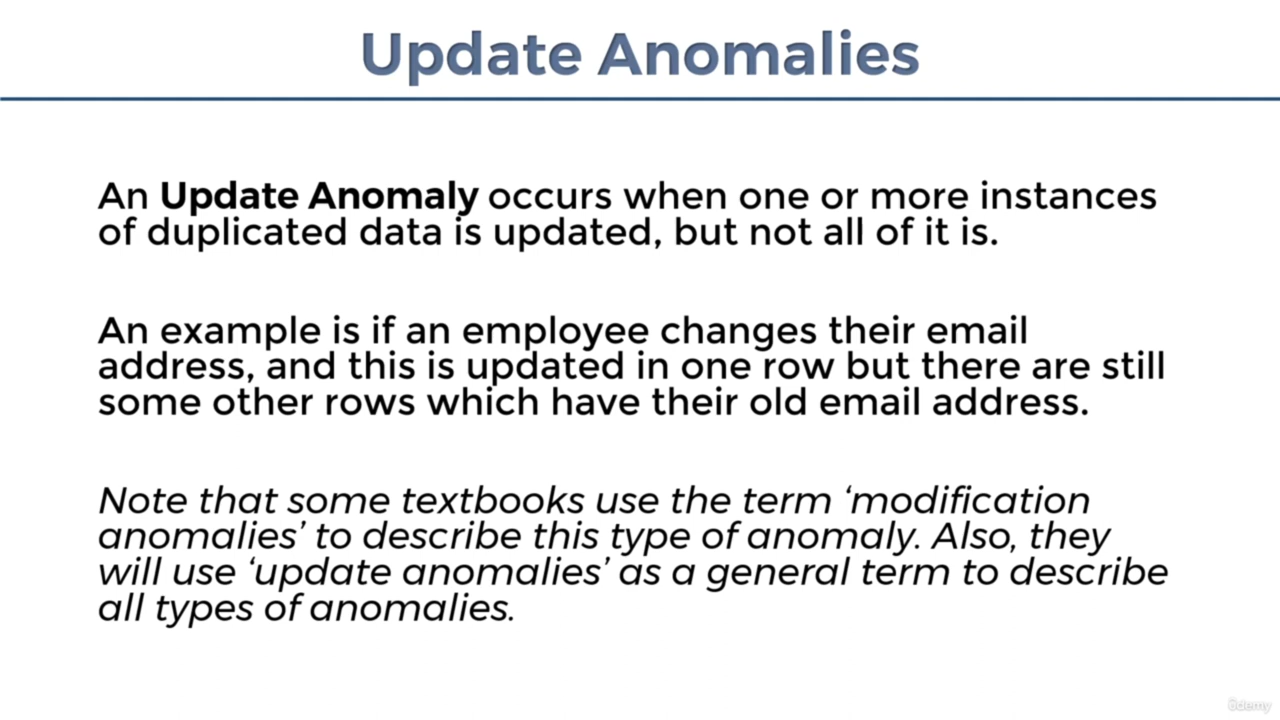 Update Anomalies
An Update Anomaly occurs when one or more instances
of duplicated data is updated, but not all of it is.
An example is if an employee changes their email
address, and this is updated in one row but there are still
some other rows which have their old email address.
Note that some textbooks use the term ‘modification
anomalies’ to describe this type of anomaly. Also, they
will use ‘update anomalies’ as a general term to describe
all types of anomalies.
ûdemy